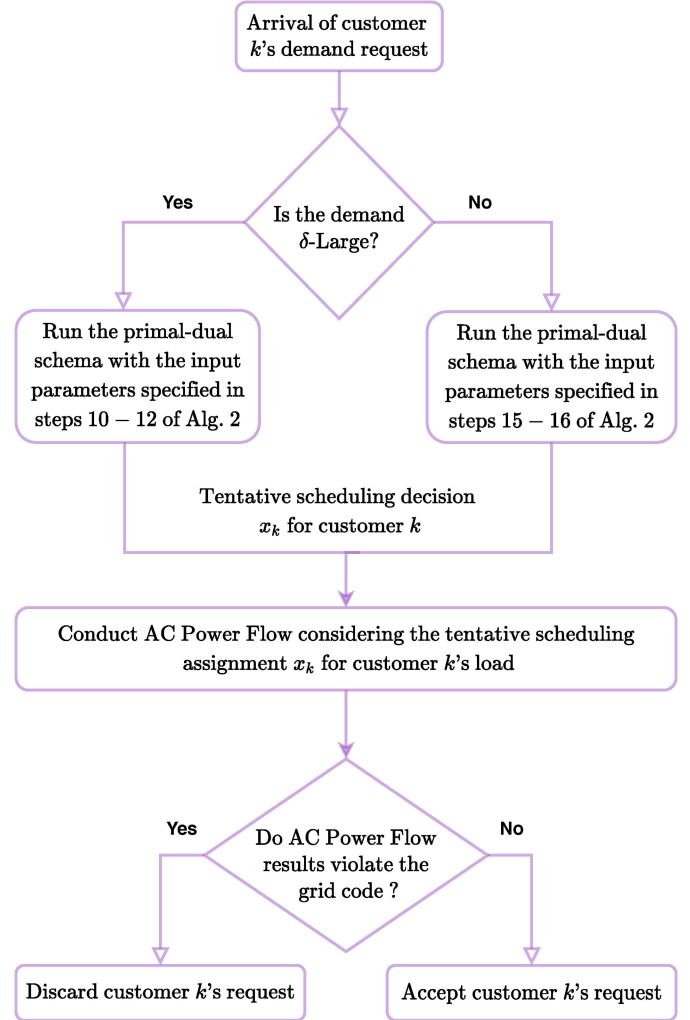 Arrival of customer
k's demand request
Yes
No
Is the demand
δ-Large?
Run the primal-dual
schema with the input
parameters specified in
steps 10 − 12 of Alg. 2
Run the primal-dual
schema with the input
parameters specified in
steps 15 − 16 of Alg. 2
Tentative scheduling decision
xₖ for customer k
Conduct AC Power Flow considering the tentative scheduling
assignment xₖ for customer k's load
Yes
No
Do AC Power Flow
results violate the
grid code ?
Discard customer k's request
Accept customer k's request